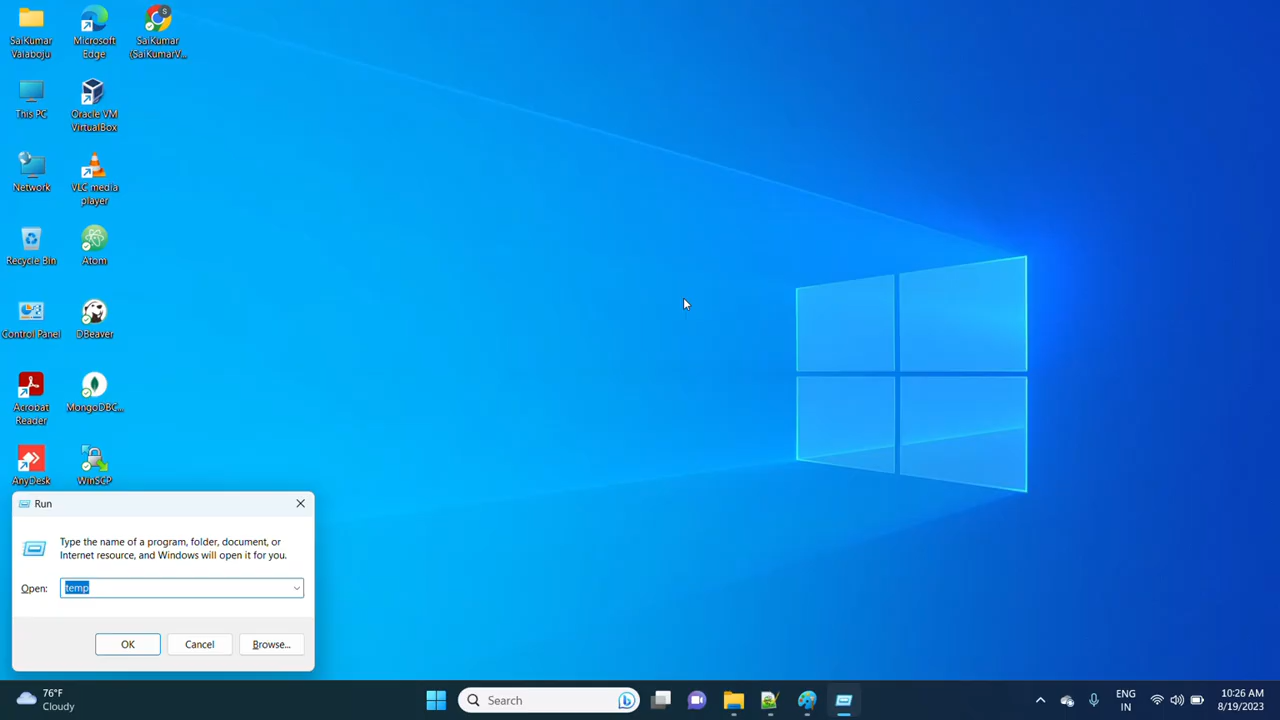 SaiKumar
Valaboju
Microsoft
Edge
SaiKumar
(SaiKumarV...
This PC
Oracle VM
VirtualBox
Network
VLC media
player
Recycle Bin
Atom
Control Panel
DBeaver
Acrobat
Reader
MongoDBC...
AnyDesk
WinSCP
Run
Type the name of a program, folder, document, or
Internet resource, and Windows will open it for you.
Open: temp
OK Cancel Browse...
76°F
Cloudy
Search
ENG
IN
10:26 AM
8/19/2023